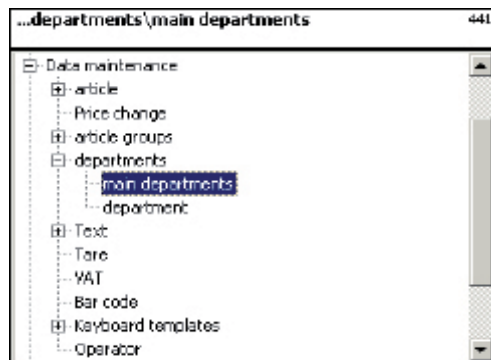 ...departments\main departments 441
Data maintenance
article
Price change
article groups
departments
main departments
department
Text
Tare
VAT
Bar code
Keyboard templates
Operator